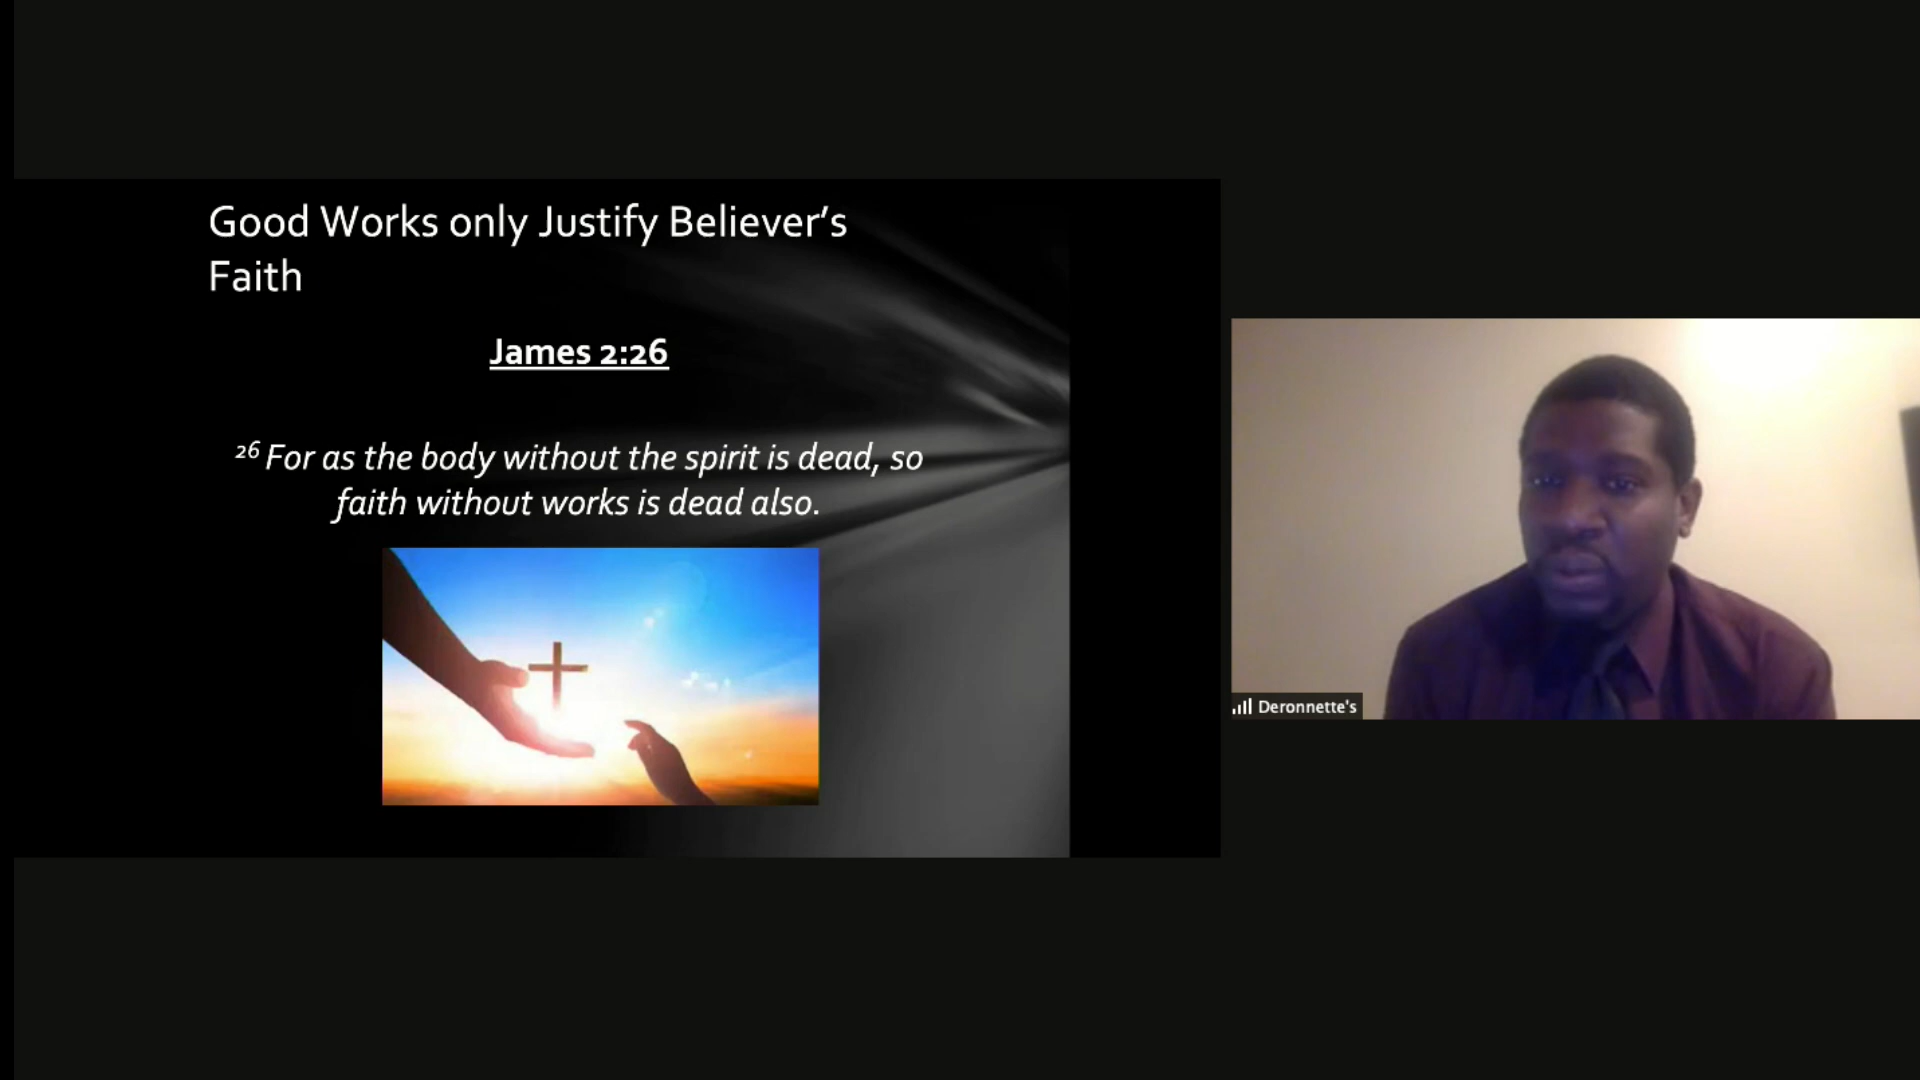 Good Works only Justify Believer's
Faith
James 2:26
26 For as the body without the spirit is dead, so
faith without works is dead also.
Deronnette's